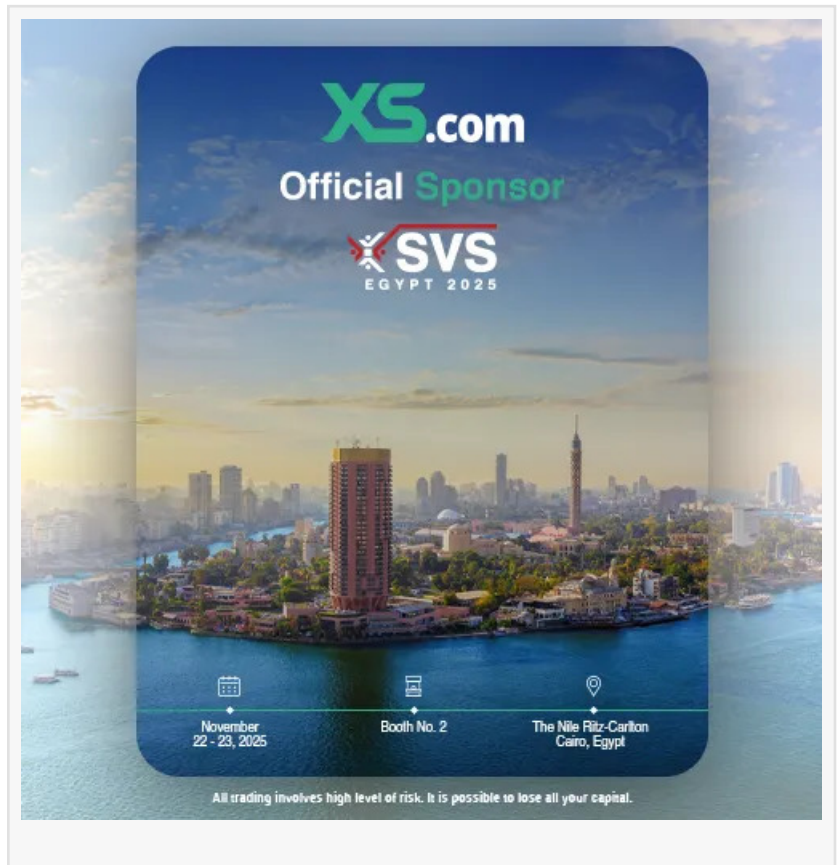 XS.com
Official Sponsor
SVS
EGYPT 2025
November
22 - 23, 2025
Booth No. 2
The Nile Ritz-Carlton
Cairo, Egypt
All trading involves high level of risk. It is possible to lose all your capital.